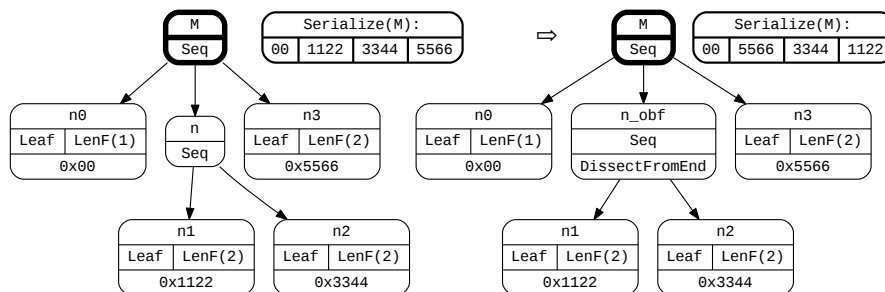 M
Seq
Serialize(M):
00 1122 3344 5566
n0
Leaf LenF(1)
0x00
n
Seq
n3
Leaf LenF(2)
0x5566
n1
Leaf LenF(2)
0x1122
n2
Leaf LenF(2)
0x3344
⇨
M
Seq
Serialize(M):
00 5566 3344 1122
n0
Leaf LenF(1)
0x00
n_obf
Seq
DissectFromEnd
n3
Leaf LenF(2)
0x5566
n1
Leaf LenF(2)
0x1122
n2
Leaf LenF(2)
0x3344